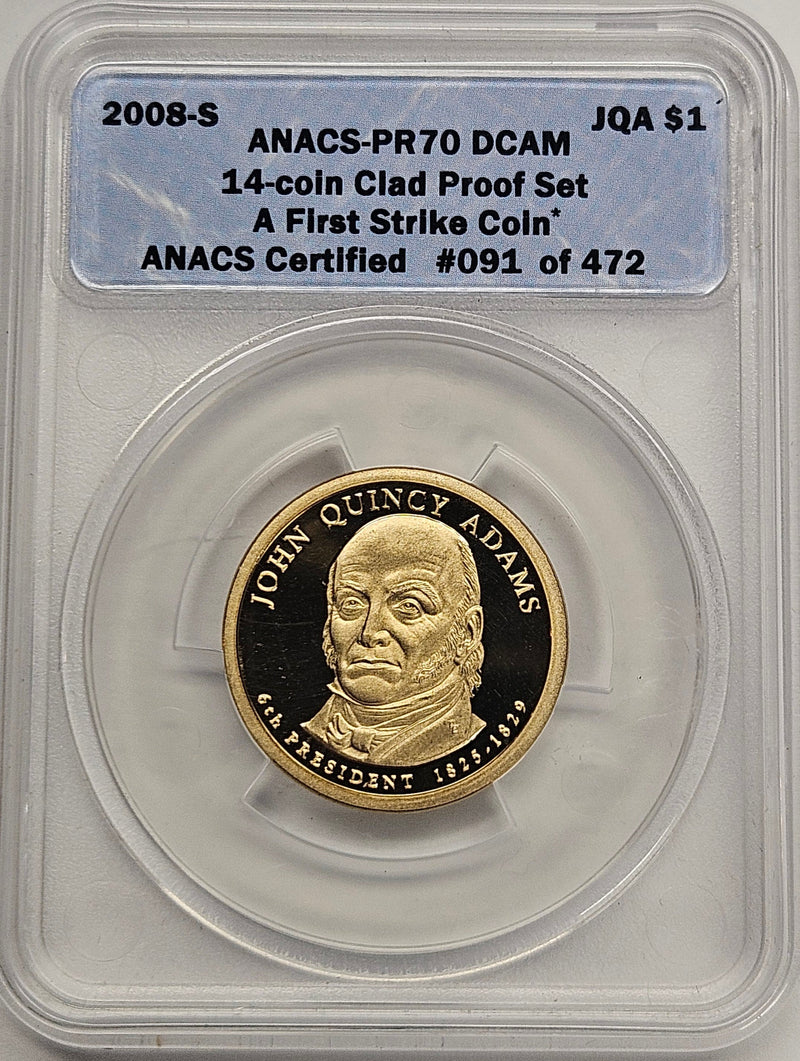 2008-S JQA $1
ANACS-PR70 DCAM
14-coin Clad Proof Set
A First Strike Coin*
ANACS Certified #091 of 472
JOHN QUINCY ADAMS
6th PRESIDENT 1825-1829